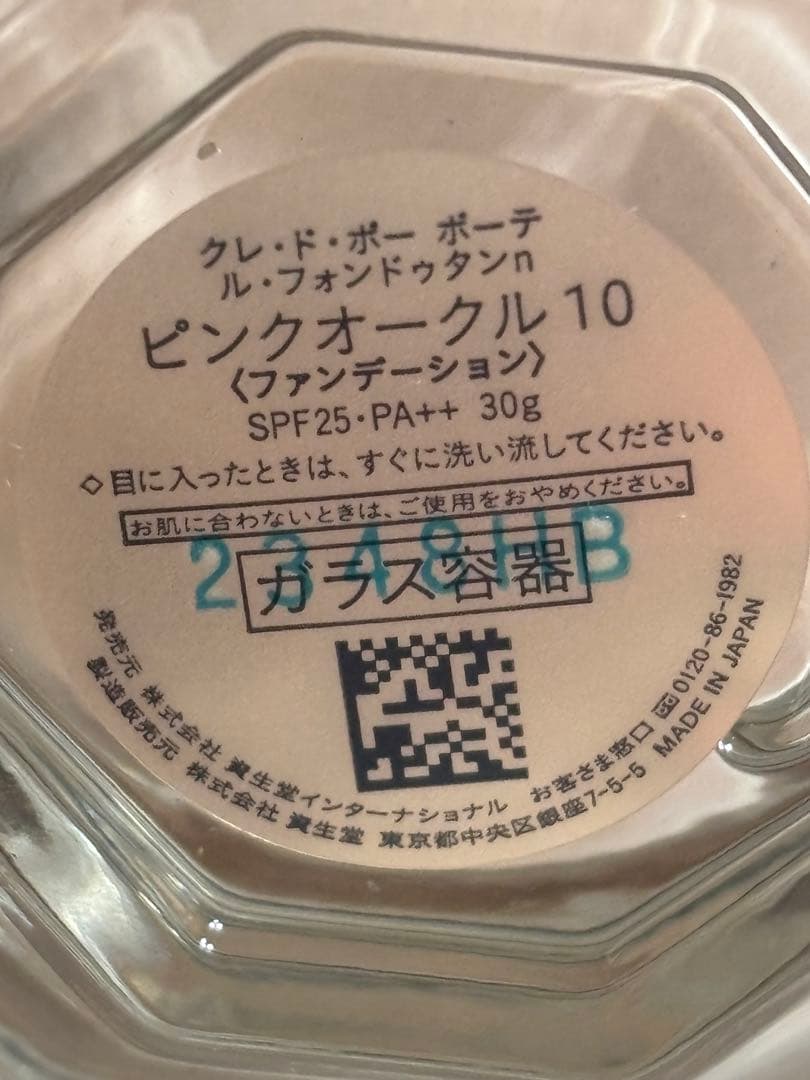 クレ・ド・ポー ボーテ
ル・フォンドゥタンn
ピンクオークル10
〈ファンデーション〉
SPF25・PA++ 30g
◇目に入ったときは、すぐに洗い流してください。
お肌に合わないときは、ご使用をおやめください。
2348HB
ガラス容器
発売元 株式会社 資生堂インターナショナル お客さま窓口 0120-86-1982
製造販売元 株式会社 資生堂 東京都中央区銀座7-5-5 MADE IN JAPAN